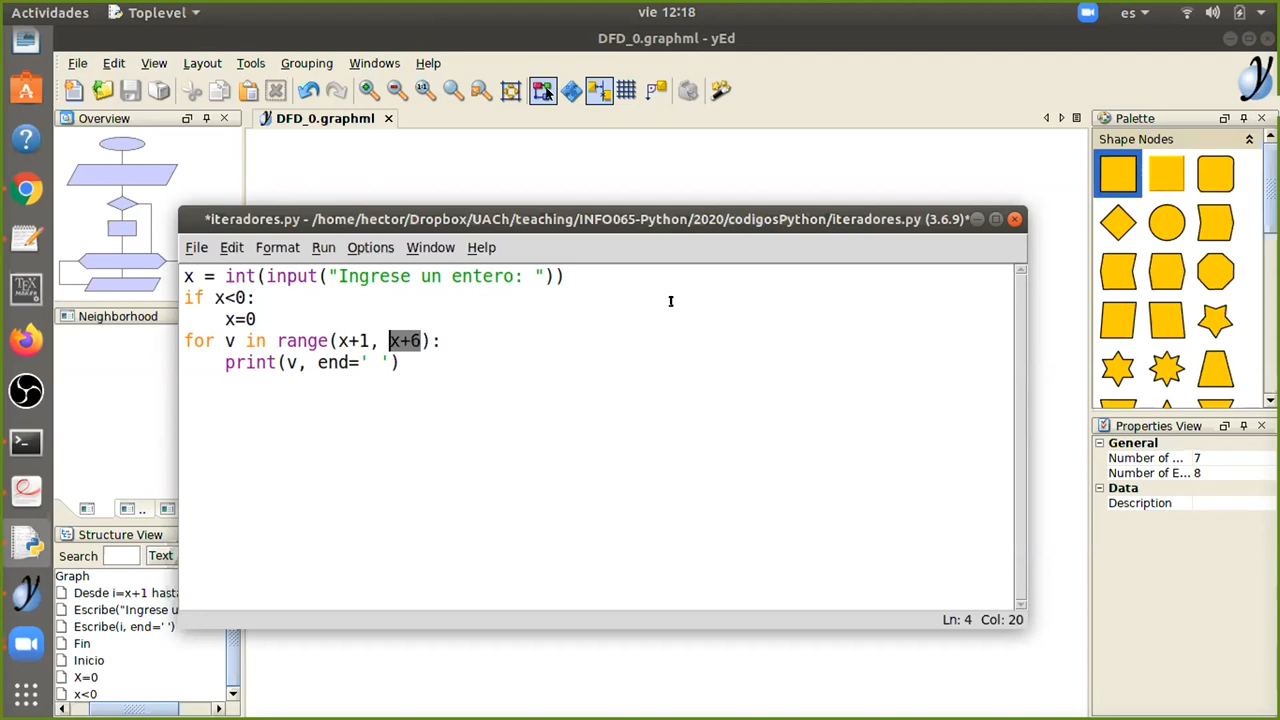 Actividades
Toplevel
vie 12:18
es
DFD_0.graphml - yEd
File Edit View Layout Tools Grouping Windows Help
Overview
DFD_0.graphml
Palette
Shape Nodes
*iteradores.py - /home/hector/Dropbox/UACh/teaching/INFO065-Python/2020/codigosPython/iteradores.py (3.6.9)*
File Edit Format Run Options Window Help
x = int(input("Ingrese un entero: "))
if x<0:
    x=0
for v in range(x+1, x+6):
    print(v, end=' ')
Ln: 4 Col: 20
Neighborhood
..
Structure View
Search
Text
Graph
Desde i=x+1 hasta
Escribe("Ingrese u
Escribe(i, end=' ')
Fin
Inicio
X=0
x<0
Properties View
General
Number of ... 7
Number of E... 8
Data
Description